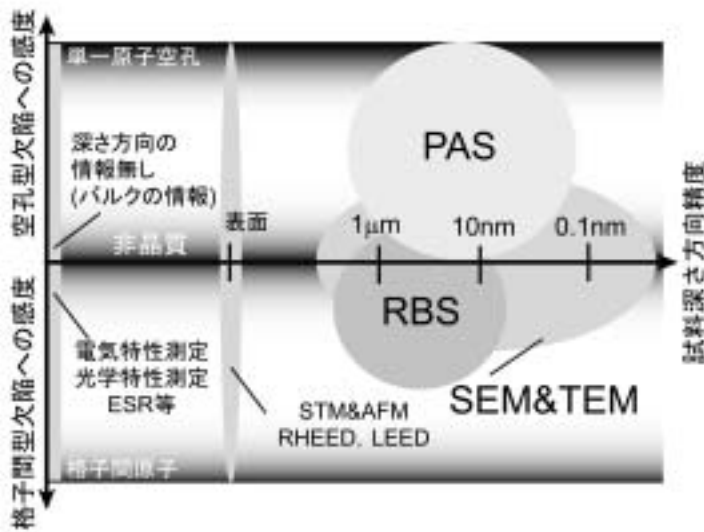 空孔型欠陥への感度
単一原子空孔
深さ方向の
情報無し
(バルクの情報)
表面
非晶質
PAS
1μm
10nm
0.1nm
試料深さ方向精度
RBS
SEM&TEM
電気特性測定
光学特性測定
ESR等
STM&AFM
RHEED, LEED
格子間原子
格子間型欠陥への感度